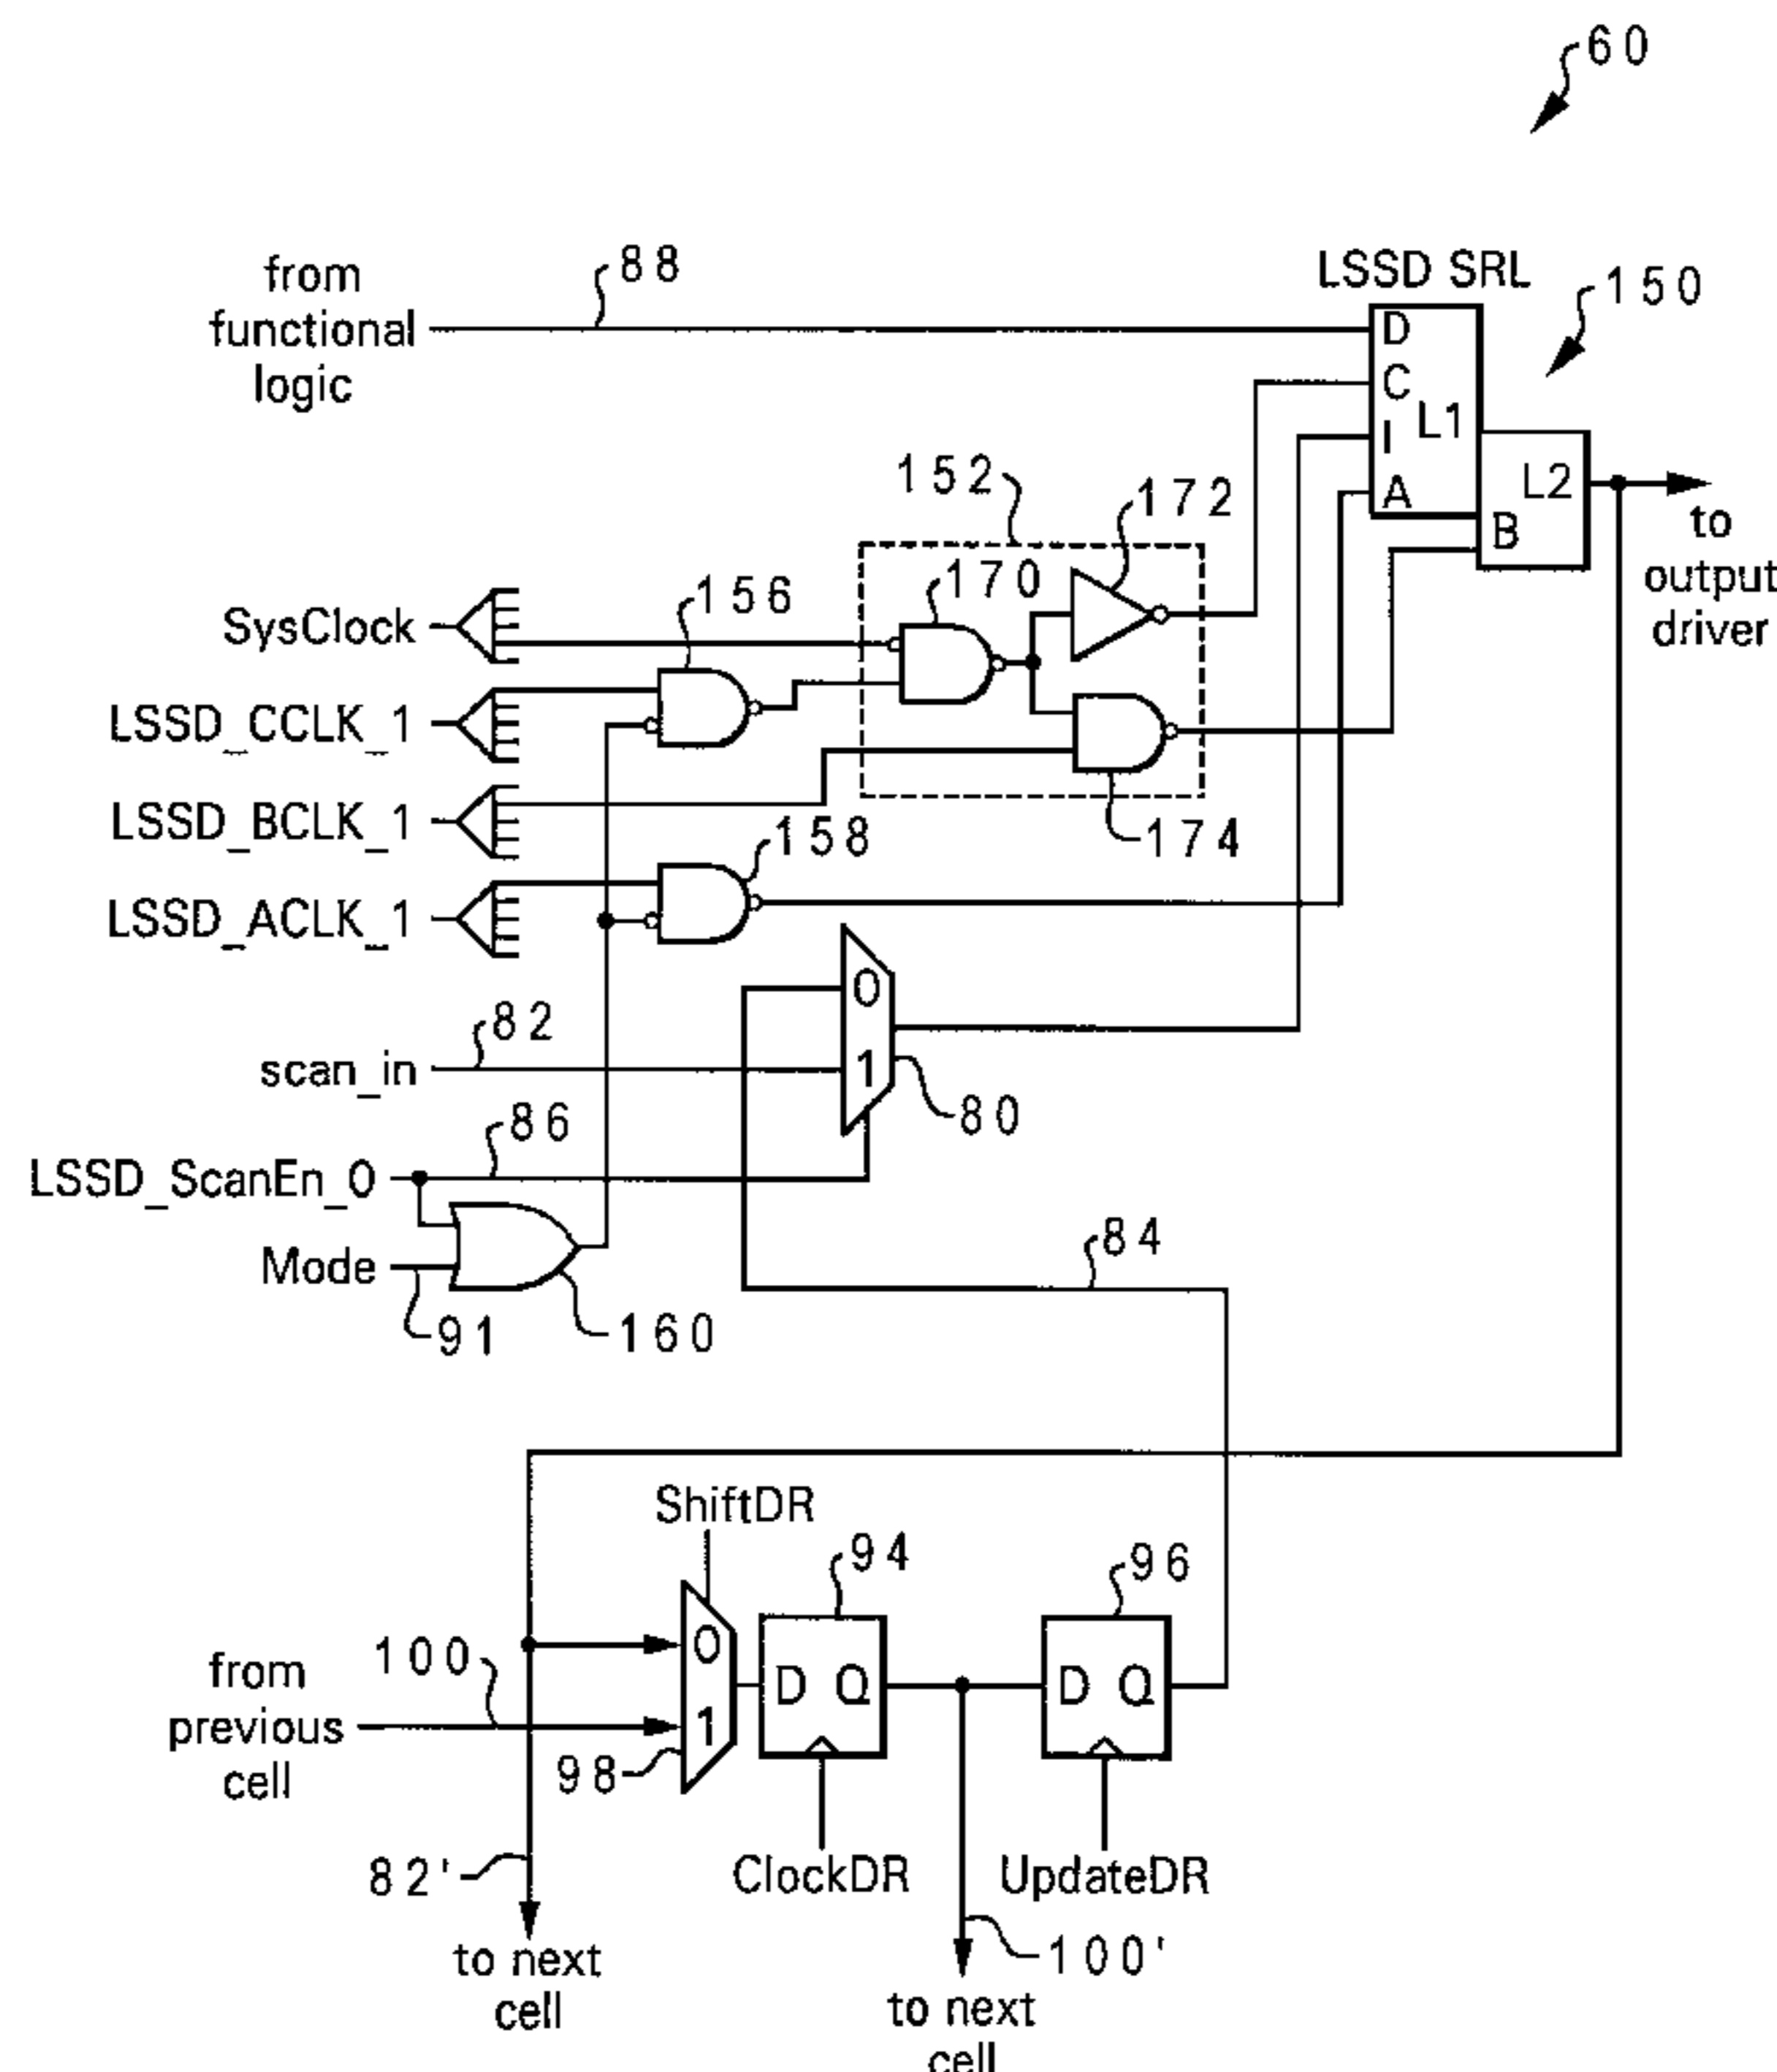 60
from
functional
logic
88
LSSD SRL
150
D
C
I
L1
A
L2
B
to
output
driver
152
172
170
156
SysClock
LSSD_CCLK_1
LSSD_BCLK_1
158
174
LSSD_ACLK_1
0
82
scan_in
1
80
86
LSSD_ScanEn_0
84
Mode
91
160
ShiftDR
94
96
from
previous
cell
100
0
1
98
D Q
D Q
82'
ClockDR
UpdateDR
100'
to next
cell
to next
cell